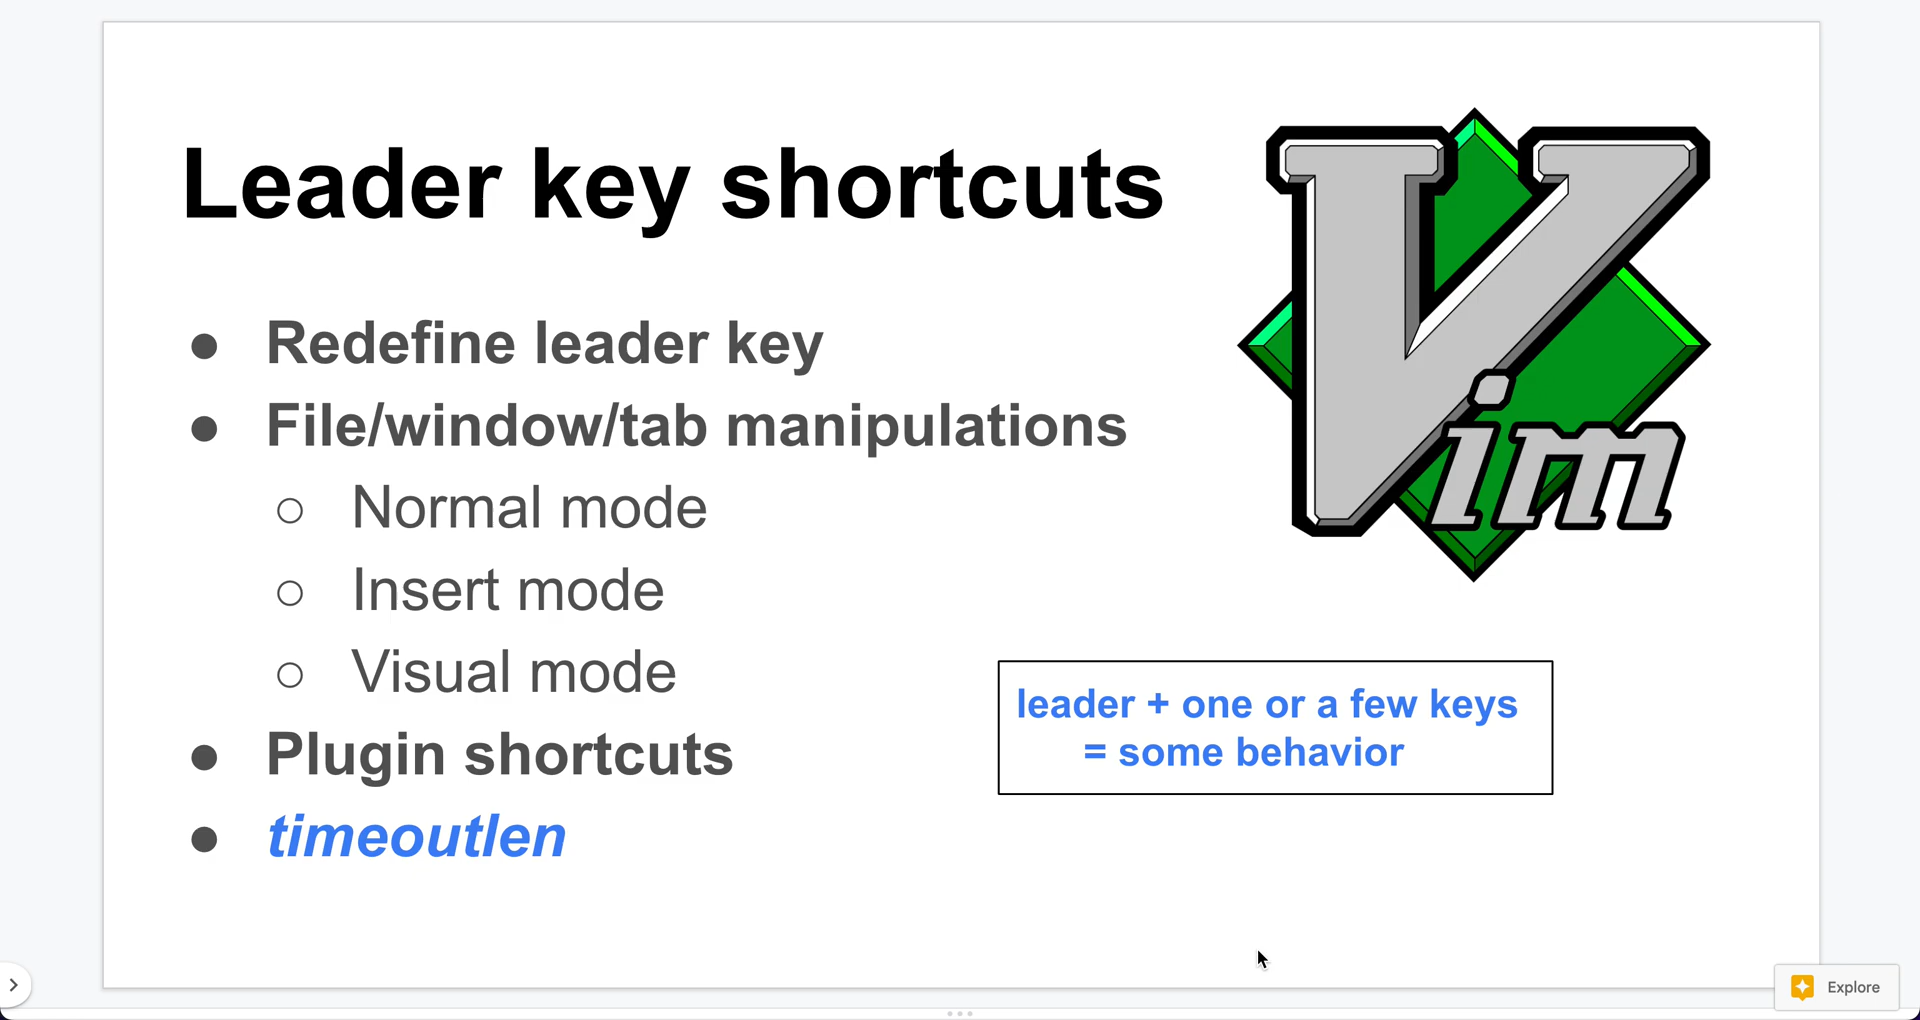 Leader key shortcuts
Vim
● Redefine leader key
● File/window/tab manipulations
○ Normal mode
○ Insert mode
○ Visual mode
● Plugin shortcuts
● timeoutlen
leader + one or a few keys
= some behavior
Explore